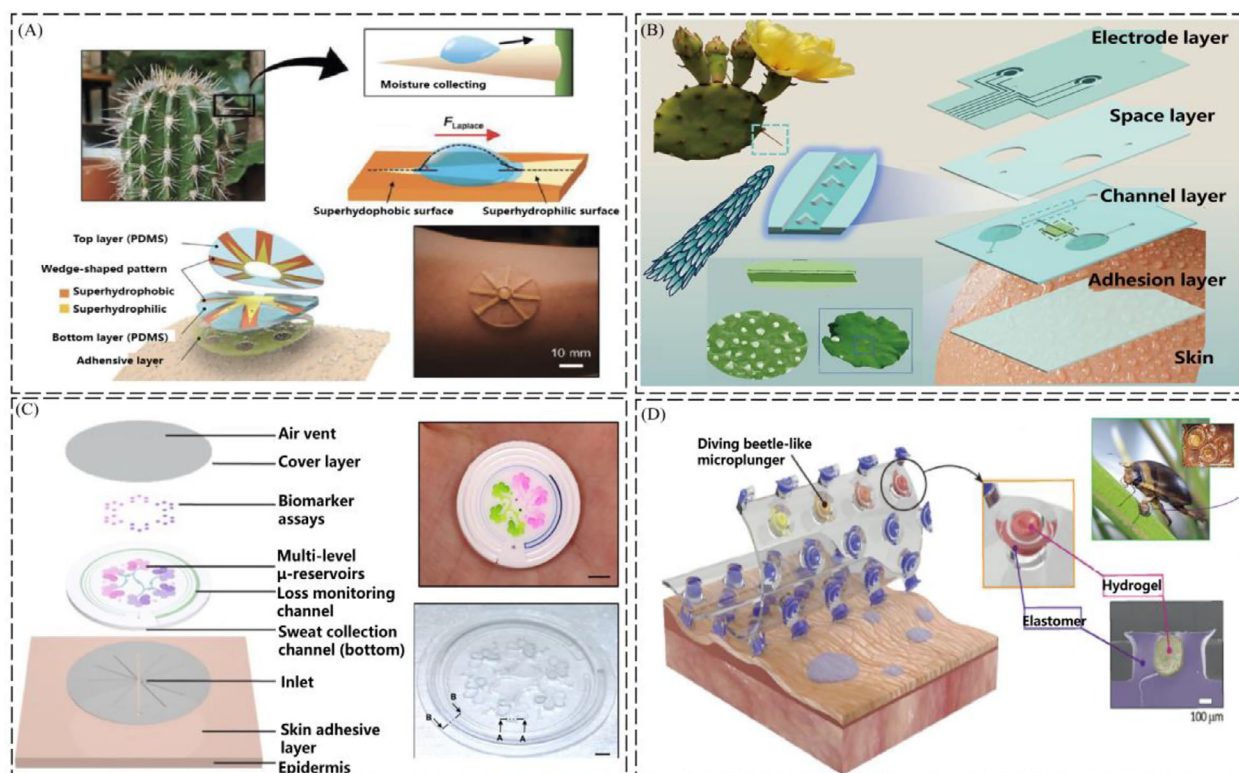 (A)
Moisture collecting
F Laplace
Superhydophobic surface
Superhydrophilic surface
Top layer (PDMS)
Wedge-shaped pattern
Superhydrophobic
Superhydrophilic
Bottom layer (PDMS)
Adhensive layer
10 mm
(B)
Electrode layer
Space layer
Channel layer
Adhesion layer
Skin
(C)
Air vent
Cover layer
Biomarker
assays
Multi-level
μ-reservoirs
Loss monitoring
channel
Sweat collection
channel (bottom)
Inlet
Skin adhesive
layer
Epidermis
B
B
A
A
(D)
Diving beetle-like
microplunger
Hydrogel
Elastomer
100 μm